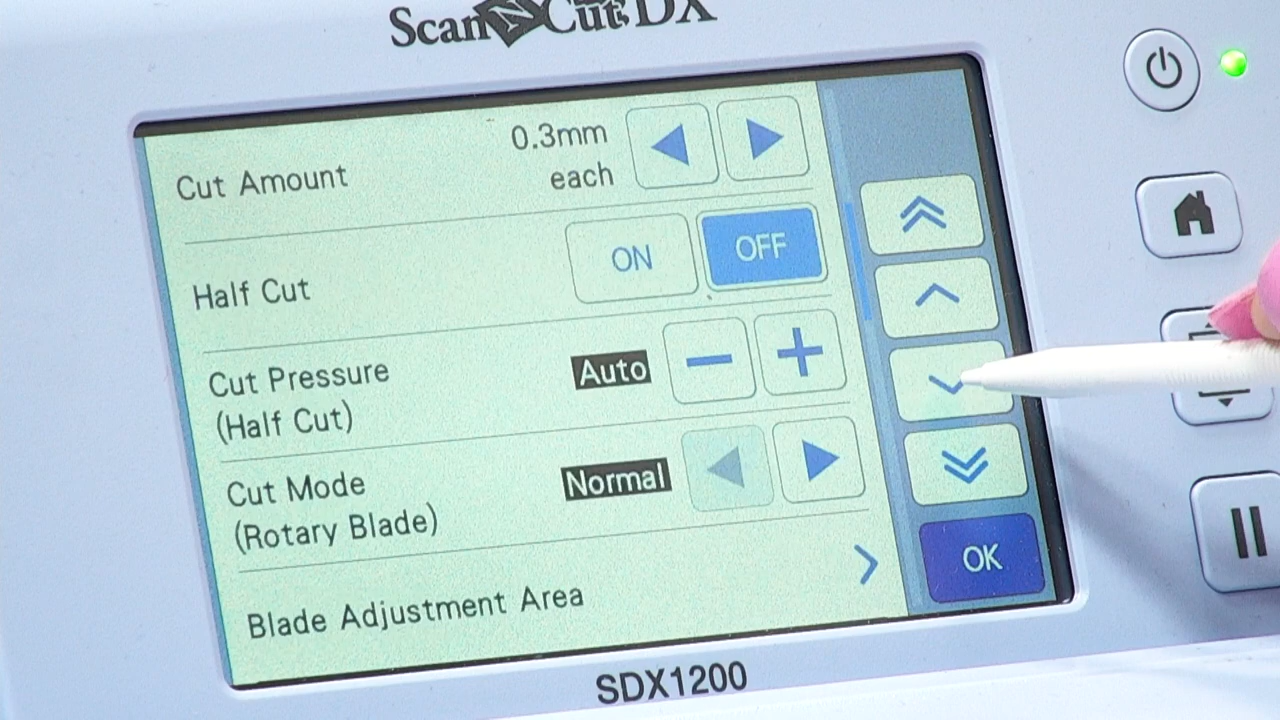 ScanNCut DX
Cut Amount
0.3mm
each
Half Cut
ON
OFF
Cut Pressure
(Half Cut)
Auto
Cut Mode
(Rotary Blade)
Normal
Blade Adjustment Area
OK
SDX1200